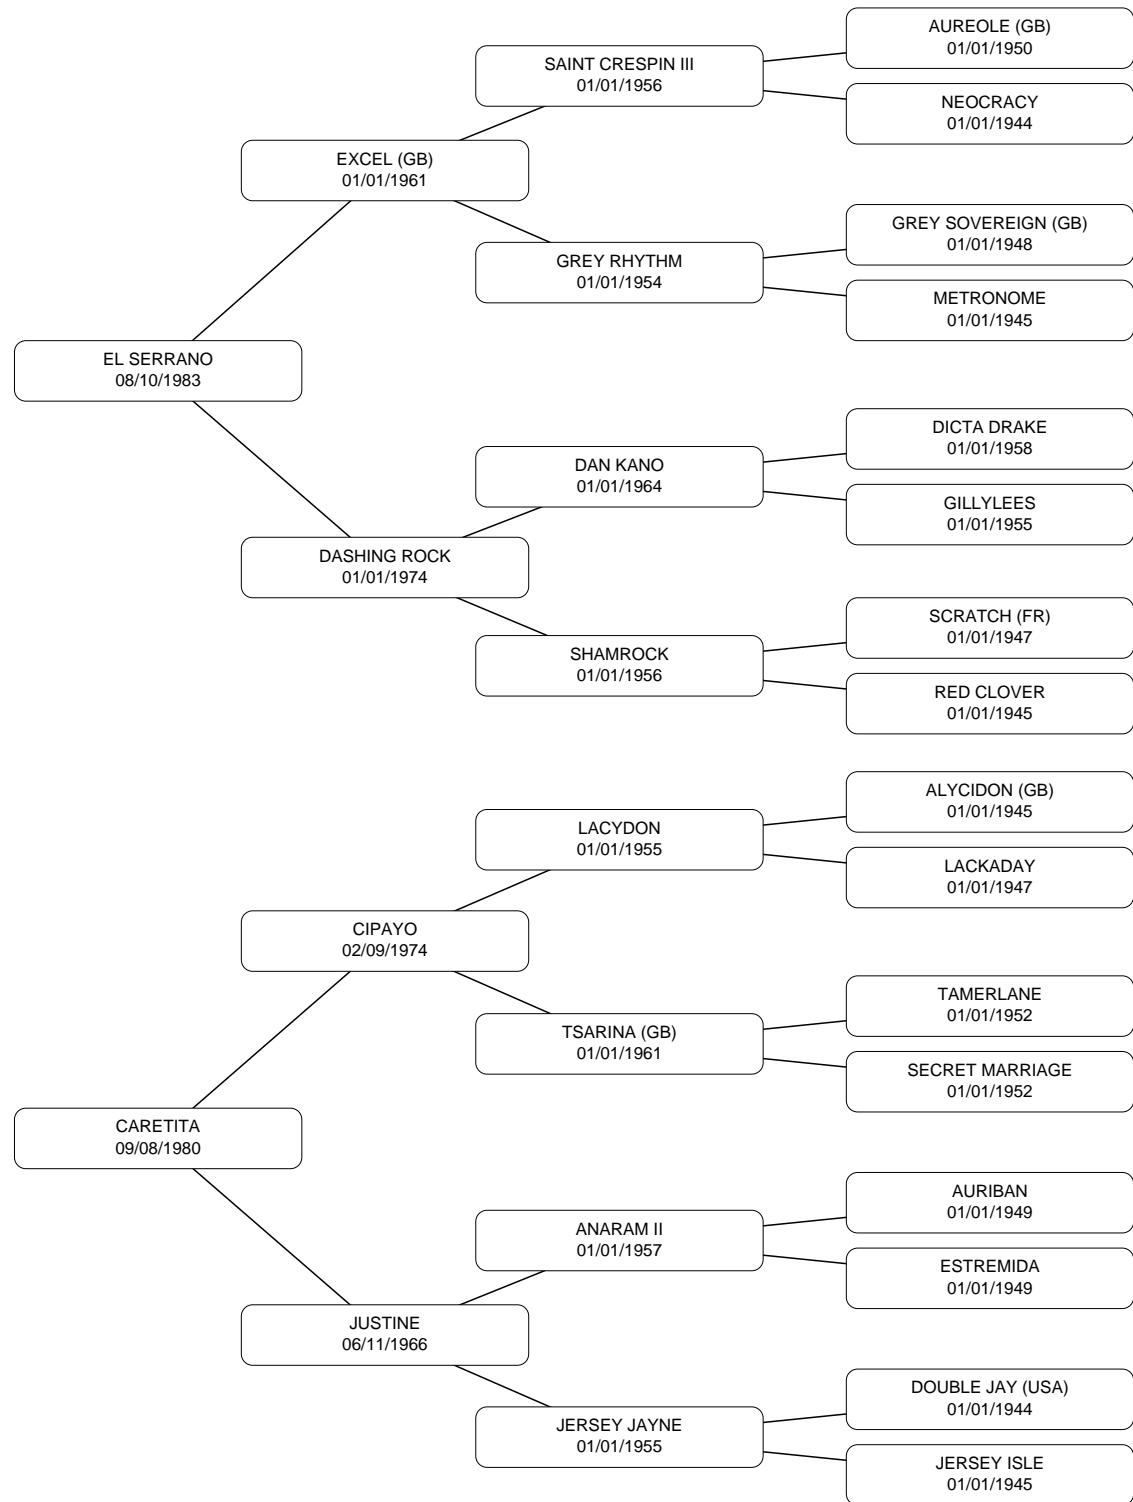 AUREOLE (GB)
01/01/1950
SAINT CRESPIN III
01/01/1956
NEOCRACY
01/01/1944
EXCEL (GB)
01/01/1961
GREY SOVEREIGN (GB)
01/01/1948
GREY RHYTHM
01/01/1954
METRONOME
01/01/1945
EL SERRANO
08/10/1983
DICTA DRAKE
01/01/1958
DAN KANO
01/01/1964
GILLYLEES
01/01/1955
DASHING ROCK
01/01/1974
SCRATCH (FR)
01/01/1947
SHAMROCK
01/01/1956
RED CLOVER
01/01/1945
ALYCIDON (GB)
01/01/1945
LACYDON
01/01/1955
LACKADAY
01/01/1947
CIPAYO
02/09/1974
TAMERLANE
01/01/1952
TSARINA (GB)
01/01/1961
SECRET MARRIAGE
01/01/1952
CARETITA
09/08/1980
AURIBAN
01/01/1949
ANARAM II
01/01/1957
ESTREMIDA
01/01/1949
JUSTINE
06/11/1966
DOUBLE JAY (USA)
01/01/1944
JERSEY JAYNE
01/01/1955
JERSEY ISLE
01/01/1945